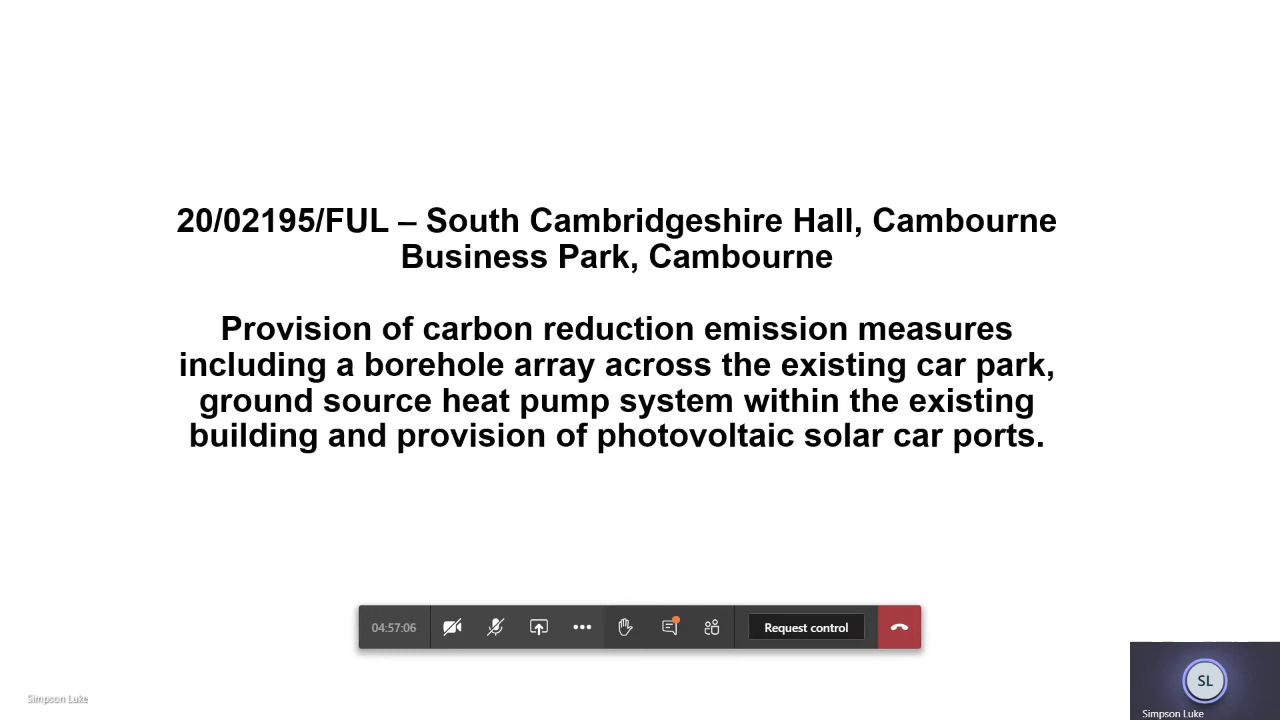 20/02195/FUL – South Cambridgeshire Hall, Cambourne
Business Park, Cambourne
Provision of carbon reduction emission measures
including a borehole array across the existing car park,
ground source heat pump system within the existing
building and provision of photovoltaic solar car ports.
04:57:06
Request control
SL
Simpson Luke
Simpson Luke